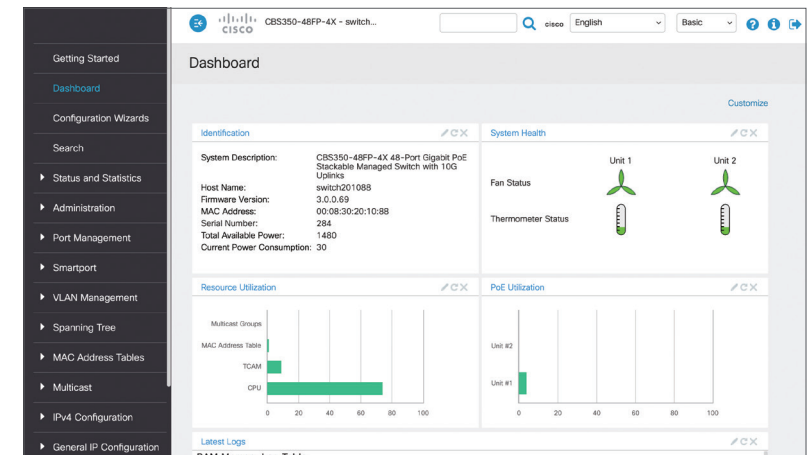 CISCO
CBS350-48FP-4X - switch...
cisco
English
Basic
Getting Started
Dashboard
Configuration Wizards
Search
Status and Statistics
Administration
Port Management
Smartport
VLAN Management
Spanning Tree
MAC Address Tables
Multicast
IPv4 Configuration
General IP Configuration
Dashboard
Customize
Identification
System Description: CBS350-48FP-4X 48-Port Gigabit PoE
Stackable Managed Switch with 10G
Uplinks
Host Name: switch201088
Firmware Version: 3.0.0.69
MAC Address: 00:08:30:20:10:88
Serial Number: 284
Total Available Power: 1480
Current Power Consumption: 30
System Health
Unit 1 Unit 2
Fan Status
Thermometer Status
Resource Utilization
Multicast Groups
MAC Address Table
TCAM
CPU
0 20 40 60 80 100
PoE Utilization
Unit #2
Unit #1
0 20 40 60 80 100
Latest Logs